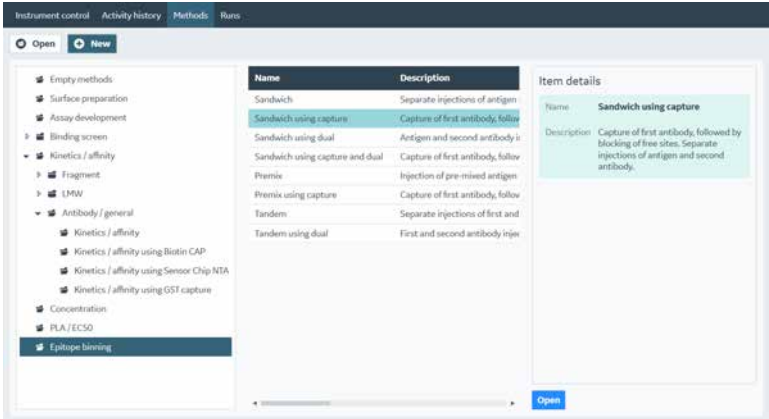 Instrument control Activity history Methods Runs
Open New
Empty methods
Surface preparation
Assay development
Binding screen
Kinetics / affinity
Fragment
LMW
Antibody / general
Kinetics / affinity
Kinetics / affinity using Biotin CAP
Kinetics / affinity using Sensor Chip NTA
Kinetics / affinity using GST capture
Concentration
PLA / EC50
Epitope binning
Name Description
Sandwich Separate injections of antigen
Sandwich using capture Capture of first antibody, follow
Sandwich using dual Antigen and second antibody i
Sandwich using capture and dual Capture of first antibody, follow
Premix Injection of pre-mixed antigen
Premix using capture Capture of first antibody, follow
Tandem Separate injections of first and
Tandem using dual First and second antibody injec
Item details
Name Sandwich using capture
Description Capture of first antibody, followed by
blocking of free sites. Separate
injections of antigen and second
antibody.
Open